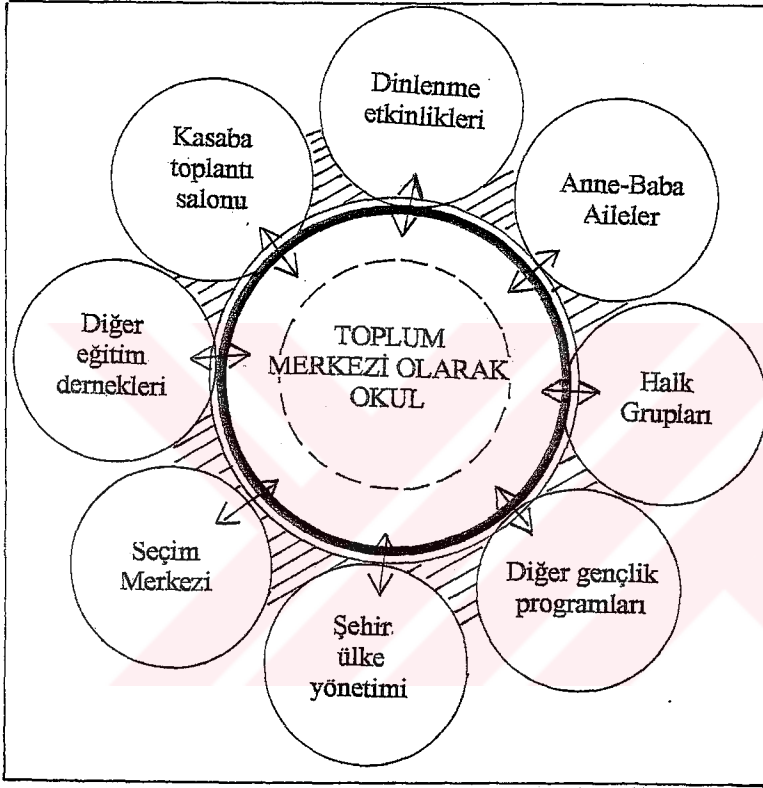 Dinlenme
etkinlikleri
Kasaba
toplantı
salonu
Anne-Baba
Aileler
Diğer
eğitim
dernekleri
TOPLUM
MERKEZİ OLARAK
OKUL
Halk
Grupları
Seçim
Merkezi
Diğer gençlik
programları
Şehir
ülke
yönetimi